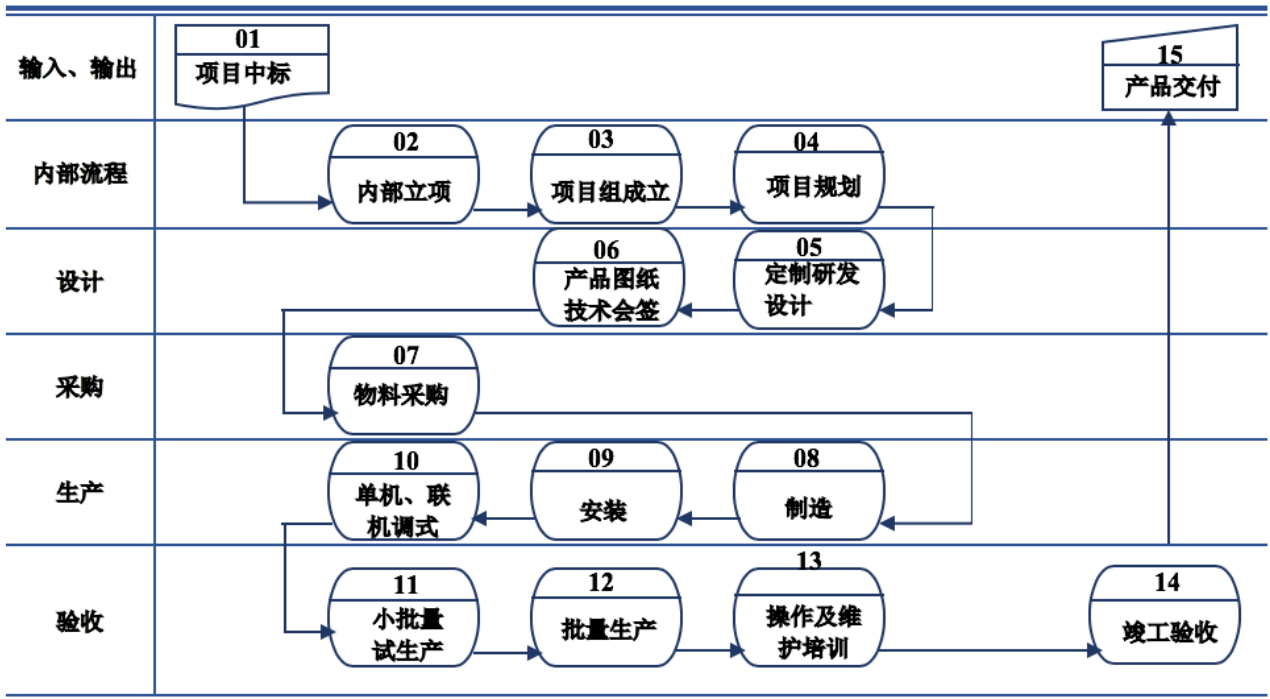 输入、输出
01
项目中标
15
产品交付
内部流程
02
内部立项
03
项目组成立
04
项目规划
设计
06
产品图纸
技术会签
05
定制研发
设计
采购
07
物料采购
生产
10
单机、联
机调式
09
安装
08
制造
验收
11
小批量
试生产
12
批量生产
13
操作及维
护培训
14
竣工验收